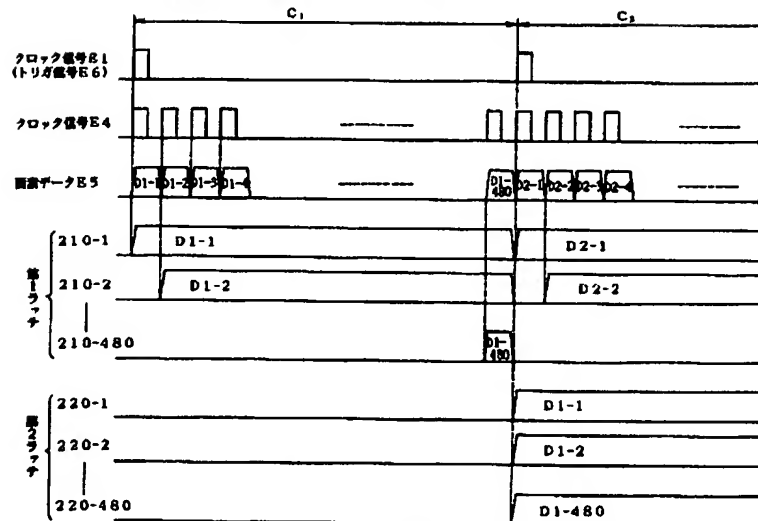 C₁
C₂
クロック信号E1
(トリガ信号E6)
クロック信号E4
画素データE5
D1-1
D1-2
D1-3
D1-4
D1-480
D2-1
D2-2
D2-3
D2-4
第1ラッチ
210-1
D1-1
D2-1
210-2
D1-2
D2-2
210-480
D1-480
第2ラッチ
220-1
D1-1
220-2
D1-2
220-480
D1-480